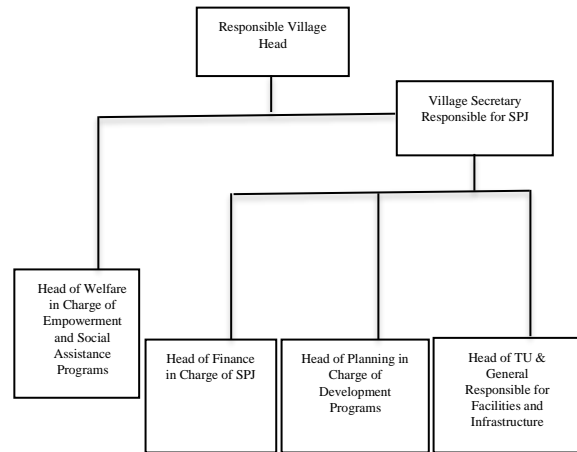 Responsible Village
Head
Village Secretary
Responsible for SPJ
Head of Welfare
in Charge of
Empowerment
and Social
Assistance
Programs
Head of Finance
in Charge of SPJ
Head of Planning in
Charge of
Development
Programs
Head of TU &
General
Responsible for
Facilities and
Infrastructure